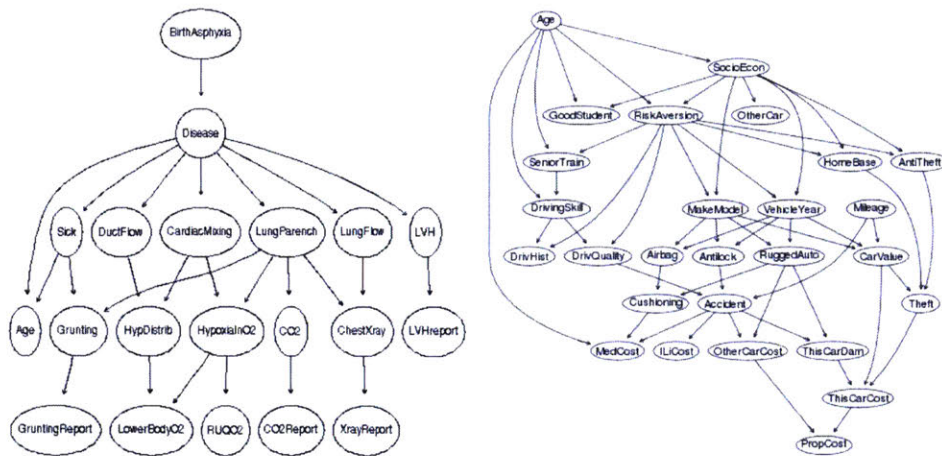 BirthAsphyxia
Disease
Sick DuctFlow CardiacMixing LungParench LungFlow LVH
Age Grunting HypDistrib HypoxiaInO2 CO2 ChestXray LVHreport
GruntingReport LowerBodyO2 RUQO2 CO2Report XrayReport
Age
SocioEcon
GoodStudent RiskAversion OtherCar
SeniorTrain HomeBase AntiTheft
DrivingSkill MakeModel VehicleYear Mileage
DrivHist DrivQuality Airbag Antilock RuggedAuto CarValue
Cushioning Accident Theft
MedCost ILiCost OtherCarCost ThisCarDam
ThisCarCost
PropCost